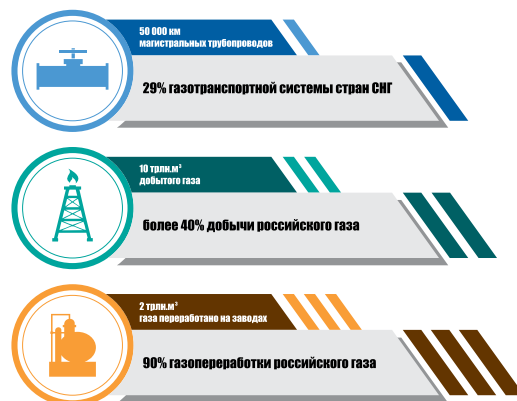 50 000 км
магистральных трубопроводов
29% газотранспортной системы стран СНГ
10 трлн.м³
добытого газа
более 40% добычи российского газа
2 трлн.м³
газа переработано на заводах
90% газопереработки российского газа